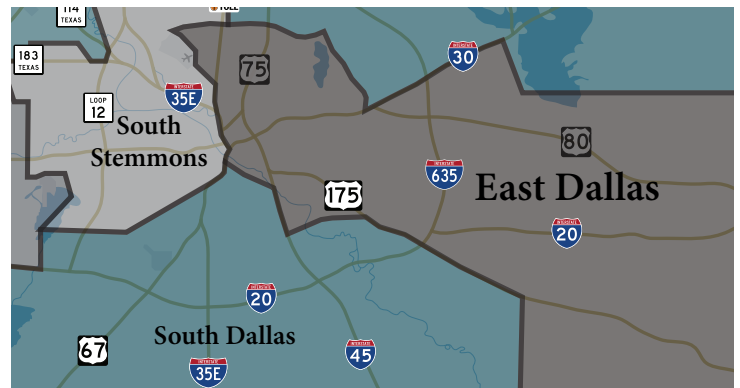 114
TEXAS
TOLL
183
TEXAS
75
INTERSTATE
30
INTERSTATE
35E
LOOP
12
South
Stemmons
80
INTERSTATE
635
East Dallas
175
INTERSTATE
20
INTERSTATE
20
South Dallas
67
INTERSTATE
45
INTERSTATE
35E